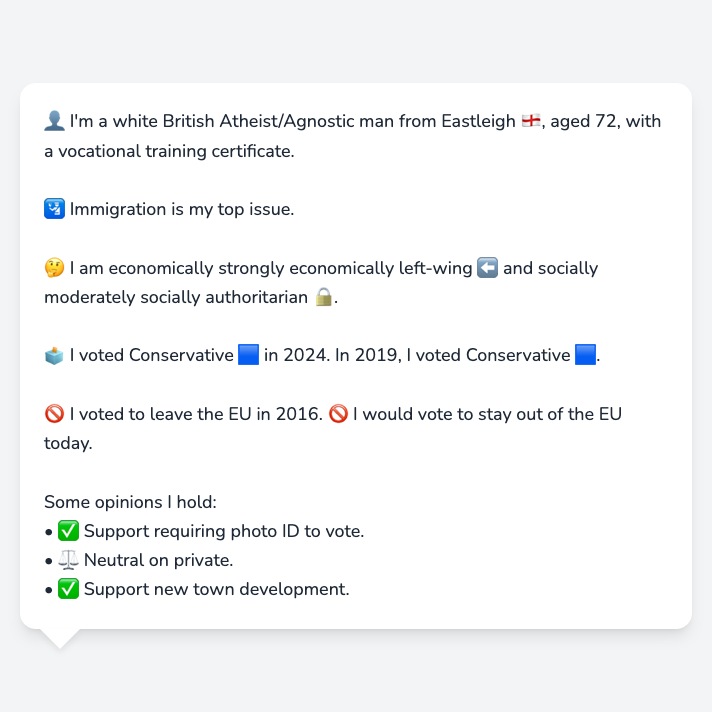 👤 I'm a white British Atheist/Agnostic man from Eastleigh 🏴󠁧󠁢󠁥󠁮󠁧󠁿, aged 72, with
a vocational training certificate.
🛂 Immigration is my top issue.
🤔 I am economically strongly economically left-wing ⬅️ and socially
moderately socially authoritarian 🔒.
🗳️ I voted Conservative 🟦 in 2024. In 2019, I voted Conservative 🟦.
🚫 I voted to leave the EU in 2016. 🚫 I would vote to stay out of the EU
today.
Some opinions I hold:
• ✅ Support requiring photo ID to vote.
• ⚖️ Neutral on private.
• ✅ Support new town development.